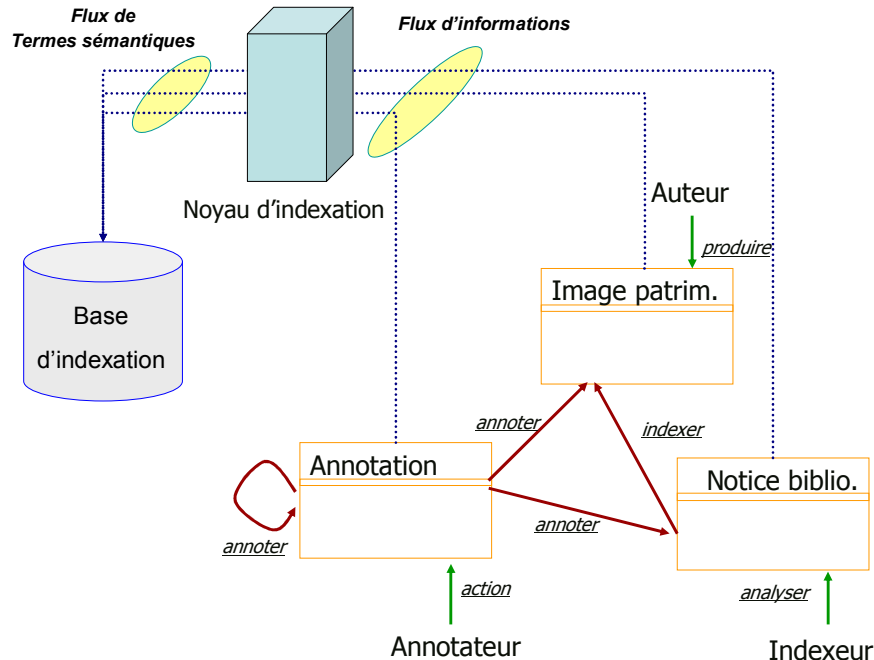 Flux de
Termes sémantiques
Flux d'informations
Noyau d'indexation
Auteur
produire
Image patrim.
Base
d'indexation
annoter
indexer
Annotation
Notice biblio.
annoter
annoter
action
analyser
Annotateur
Indexeur